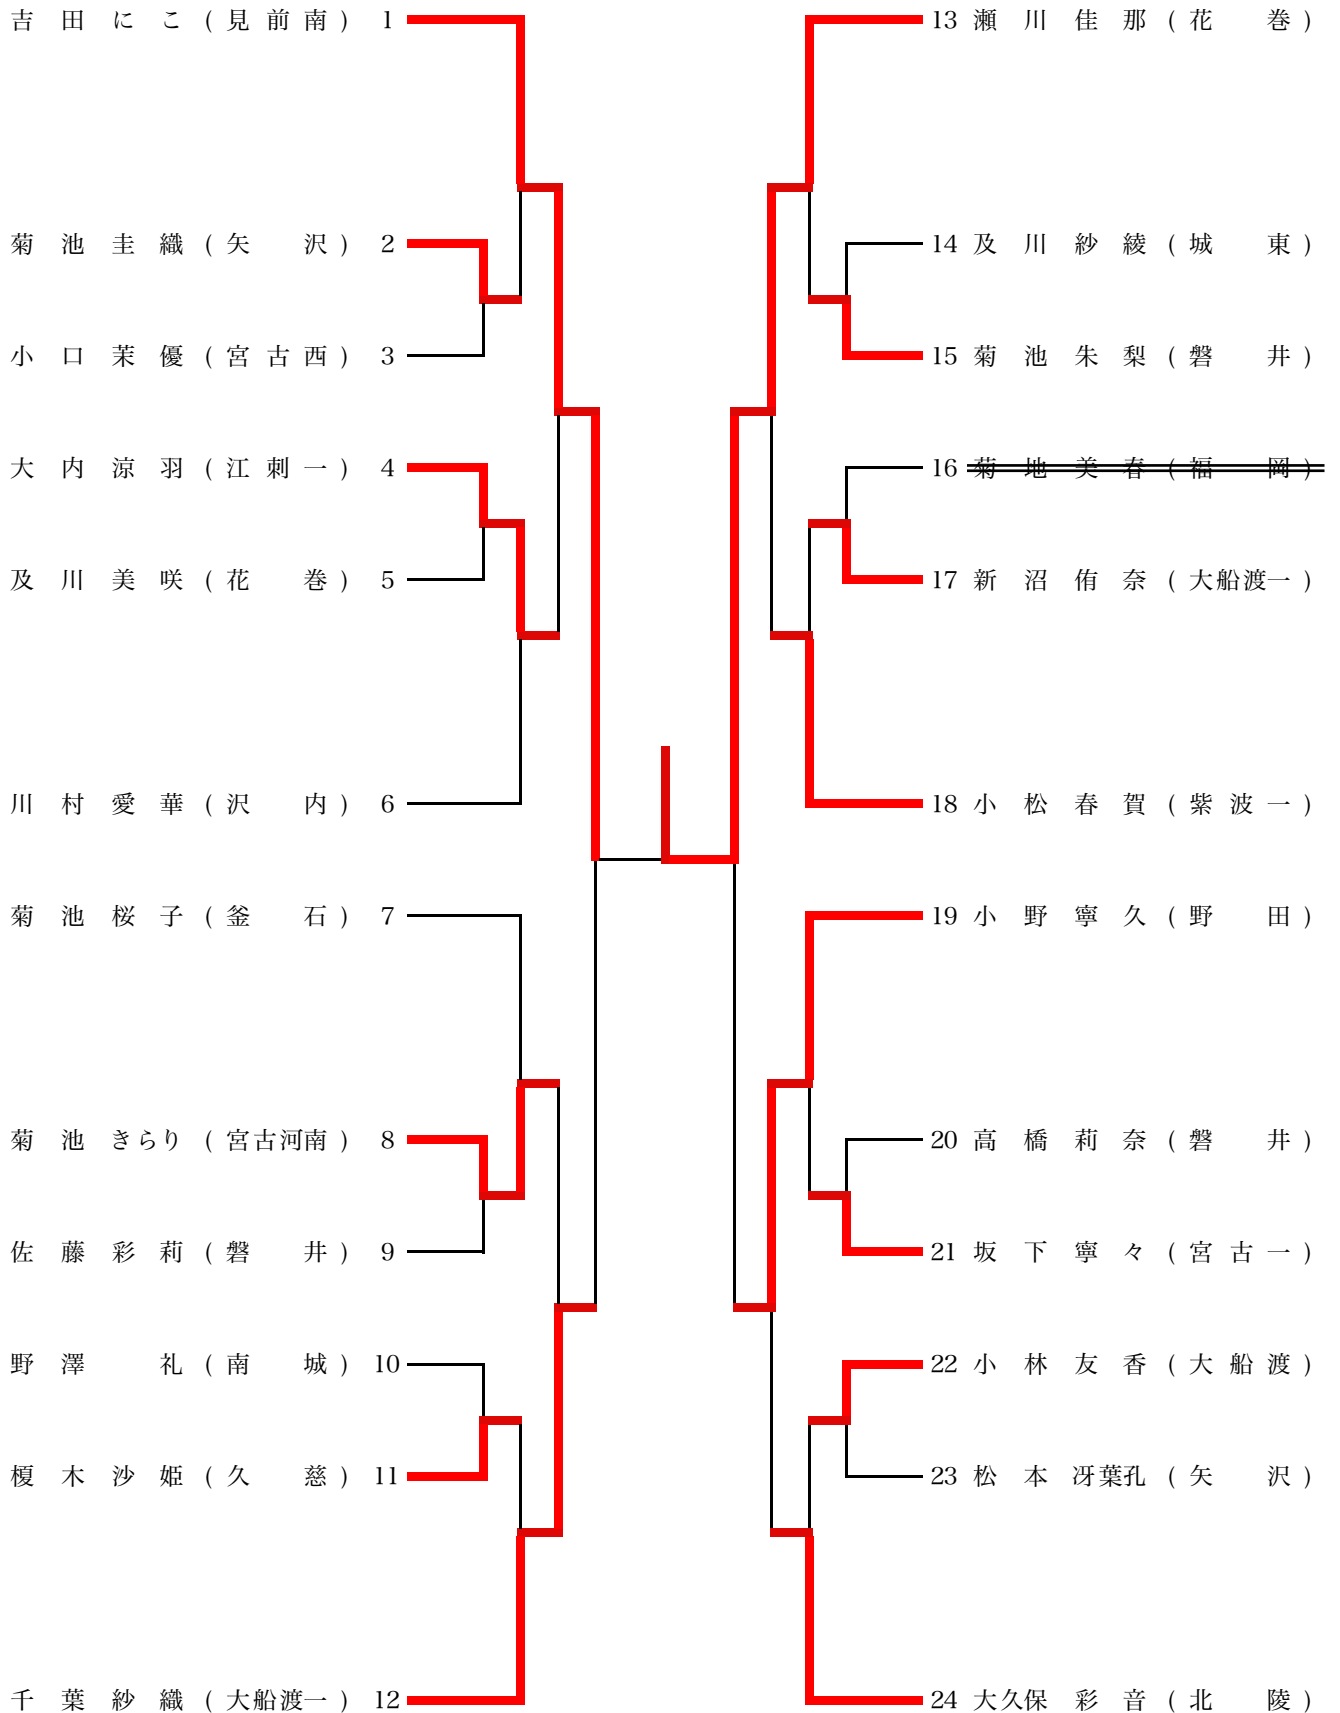 吉田にこ(見前南) 1
菊池圭織(矢沢) 2
小口茉優(宮古西) 3
大内涼羽(江刺一) 4
及川美咲(花巻) 5
川村愛華(沢内) 6
菊池桜子(釜石) 7
菊池きらり(宮古河南) 8
佐藤彩莉(磐井) 9
野澤礼(南城) 10
榎木沙姫(久慈) 11
千葉紗織(大船渡一) 12
13 瀬川佳那(花巻)
14 及川紗綾(城東)
15 菊池朱梨(磐井)
16 菊地美春(福岡)
17 新沼侑奈(大船渡一)
18 小松春賀(紫波一)
19 小野寧久(野田)
20 高橋莉奈(磐井)
21 坂下寧々(宮古一)
22 小林友香(大船渡)
23 松本冴葉孔(矢沢)
24 大久保彩音(北陵)